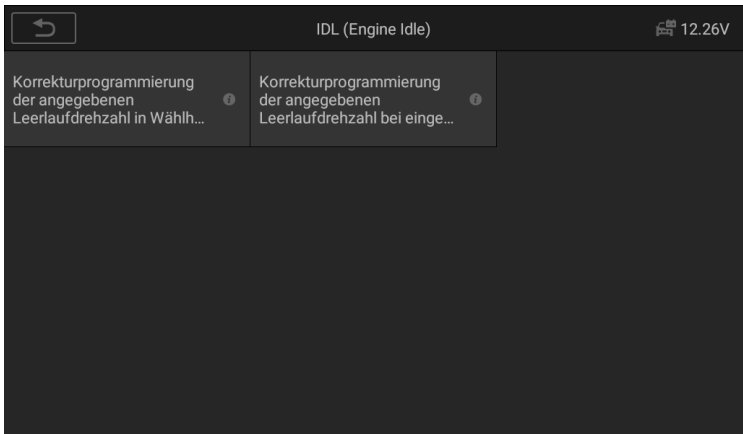 IDL (Engine Idle)
12.26V
Korrekturprogrammierung
der angegebenen
Leerlaufdrehzahl in Wählh...
Korrekturprogrammierung
der angegebenen
Leerlaufdrehzahl bei einge...